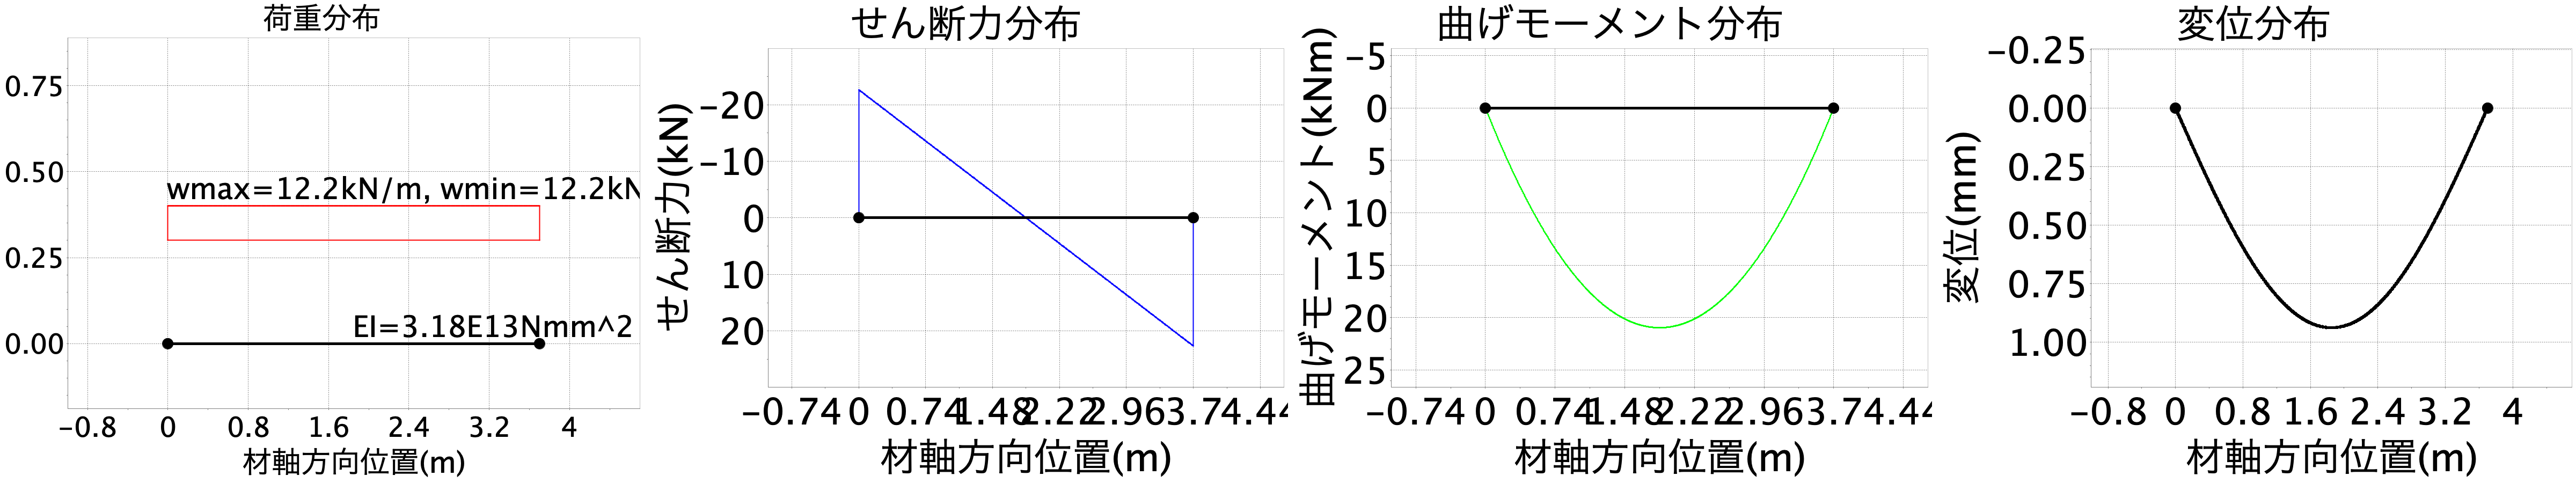 荷重分布
0.75
0.50
wmax=12.2kN/m, wmin=12.2kN
0.25
EI=3.18E13Nmm^2
0.00
−0.8 0 0.8 1.6 2.4 3.2 4
材軸方向位置(m)
せん断力分布
せん断力(kN)
−20
−10
0
10
20
−0.74 0 0.74 1.48 2.22 2.96 3.7 4.44
材軸方向位置(m)
曲げモーメント分布
曲げモーメント(kNm)
−5
0
5
10
15
20
25
−0.74 0 0.74 1.48 2.22 2.96 3.7 4.44
材軸方向位置(m)
変位分布
変位(mm)
−0.25
0.00
0.25
0.50
0.75
1.00
−0.8 0 0.8 1.6 2.4 3.2 4
材軸方向位置(m)